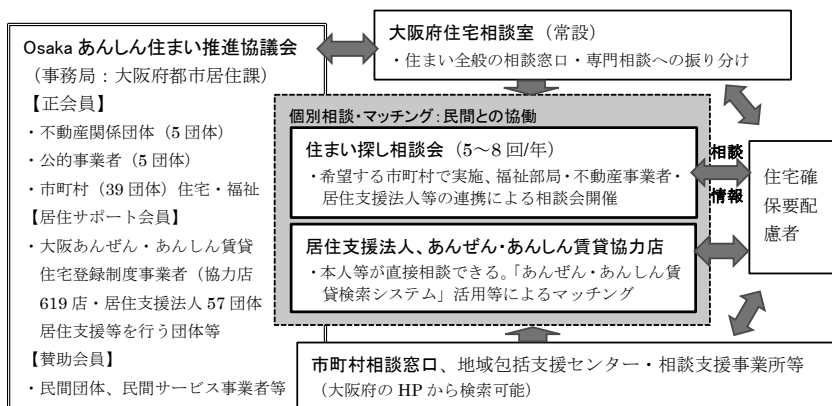 Osaka あんしん住まい推進協議会
（事務局：大阪府都市居住課）
【正会員】
・不動産関係団体（5 団体）
・公的事業者（5 団体）
・市町村（39 団体）住宅・福祉
【居住サポート会員】
・大阪あんぜん・あんしん賃貸
住宅登録制度事業者（協力店
619 店・居住支援法人 57 団体
居住支援等を行う団体等
【賛助会員】
・民間団体、民間サービス事業者等
大阪府住宅相談室（常設）
・住まい全般の相談窓口・専門相談への振り分け
個別相談・マッチング：民間との協働
住まい探し相談会（5～8 回/年）
・希望する市町村で実施、福祉部局・不動産事業者・
居住支援法人等の連携による相談会開催
居住支援法人、あんぜん・あんしん賃貸協力店
・本人等が直接相談できる。「あんぜん・あんしん賃
貸検索システム」活用等によるマッチング
相談
情報
住宅確
保要配
慮者
市町村相談窓口、地域包括支援センター・相談支援事業所等
（大阪府の HP から検索可能）